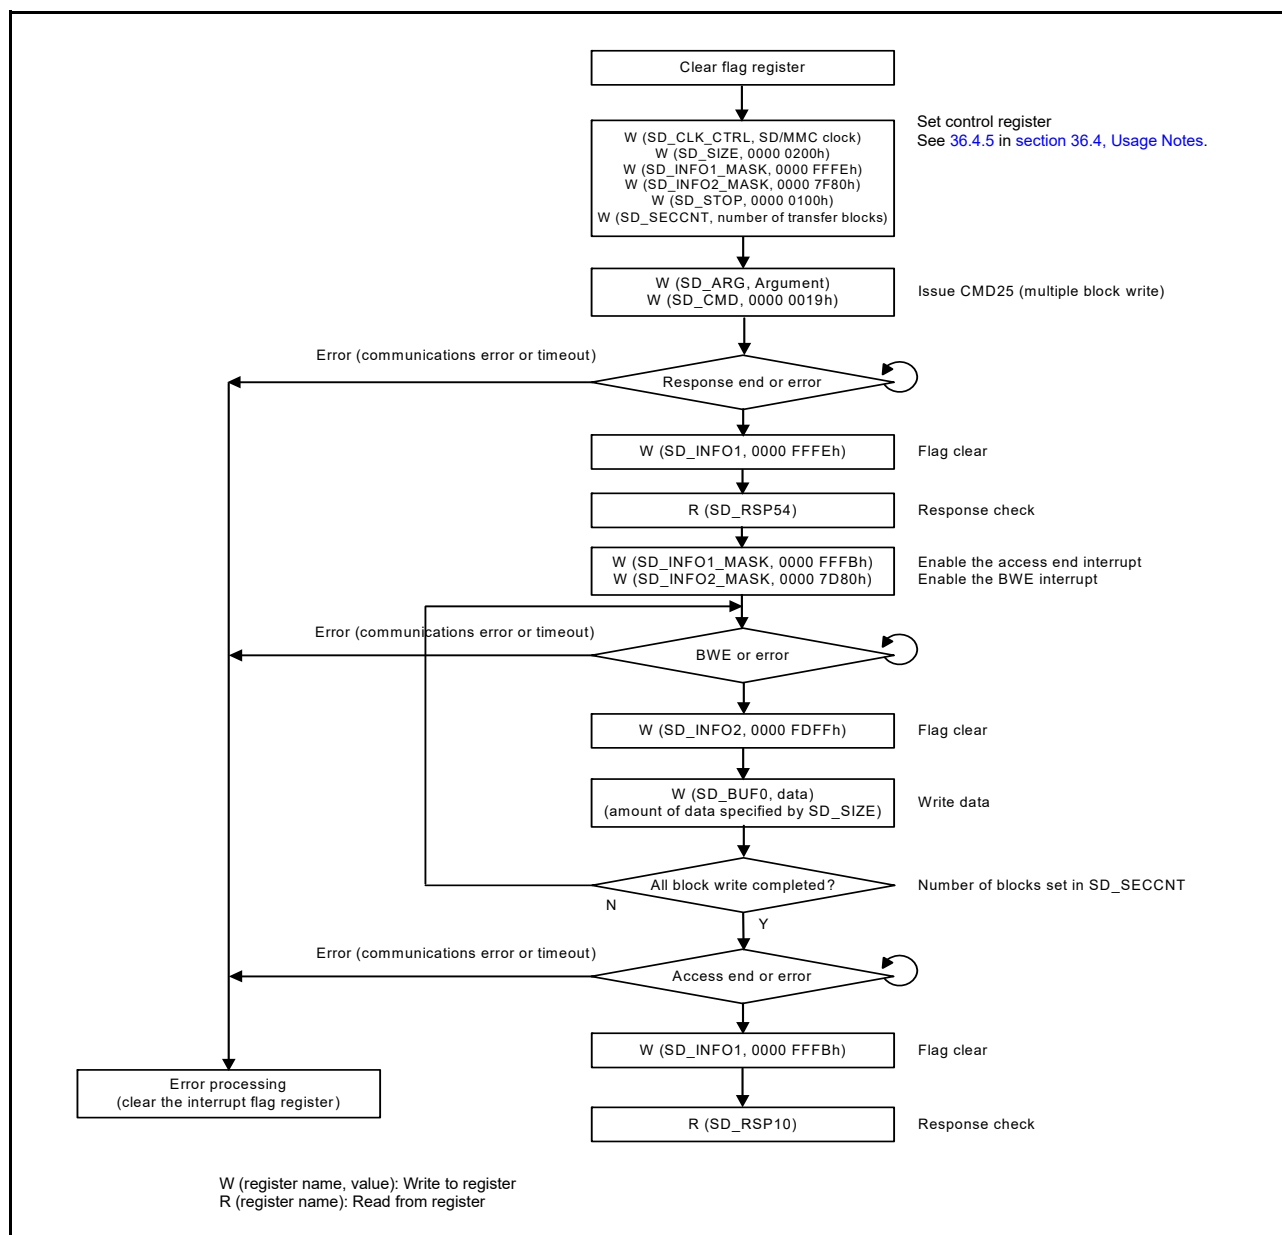 Clear flag register
Set control register
See 36.4.5 in section 36.4, Usage Notes.
W (SD_CLK_CTRL, SD/MMC clock)
W (SD_SIZE, 0000 0200h)
W (SD_INFO1_MASK, 0000 FFFEh)
W (SD_INFO2_MASK, 0000 7F80h)
W (SD_STOP, 0000 0100h)
W (SD_SECCNT, number of transfer blocks)
W (SD_ARG, Argument)
W (SD_CMD, 0000 0019h)
Issue CMD25 (multiple block write)
Error (communications error or timeout)
Response end or error
W (SD_INFO1, 0000 FFFEh)
Flag clear
R (SD_RSP54)
Response check
W (SD_INFO1_MASK, 0000 FFFBh)
W (SD_INFO2_MASK, 0000 7D80h)
Enable the access end interrupt
Enable the BWE interrupt
Error (communications error or timeout)
BWE or error
W (SD_INFO2, 0000 FDFFh)
Flag clear
W (SD_BUF0, data)
(amount of data specified by SD_SIZE)
Write data
All block write completed?
Number of blocks set in SD_SECCNT
N
Y
Error (communications error or timeout)
Access end or error
W (SD_INFO1, 0000 FFFBh)
Flag clear
Error processing
(clear the interrupt flag register)
R (SD_RSP10)
Response check
W (register name, value): Write to register
R (register name): Read from register